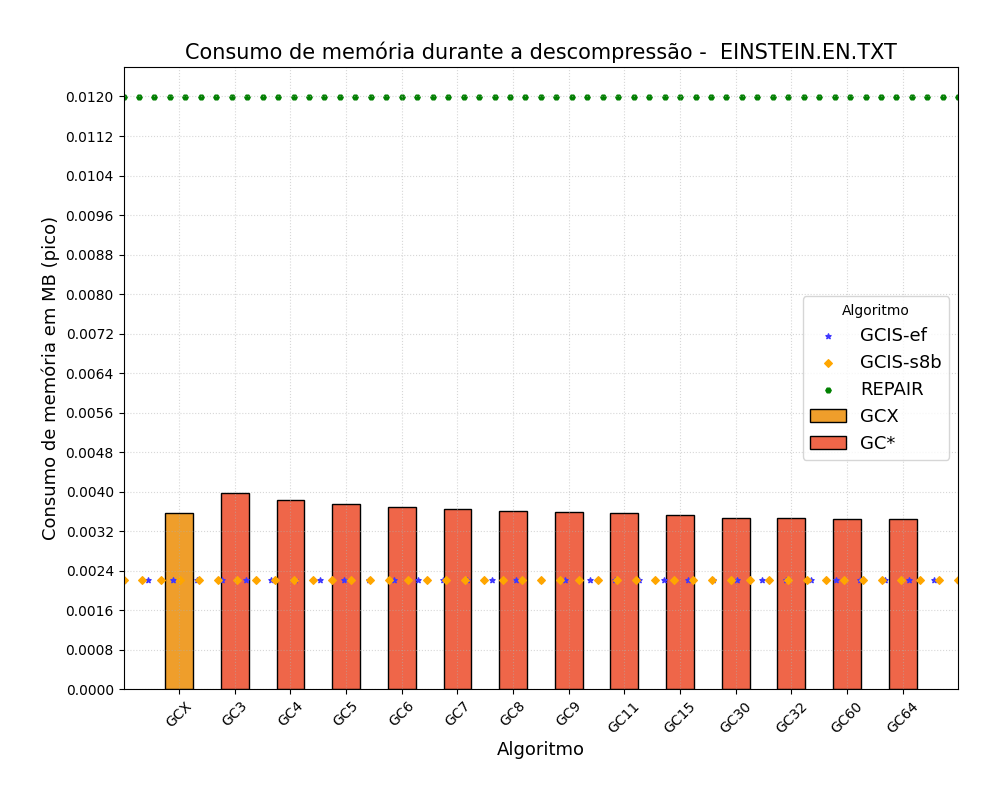 Consumo de memória durante a descompressão - EINSTEIN.EN.TXT
Consumo de memória em MB (pico)
0.0120
0.0112
0.0104
0.0096
0.0088
0.0080
0.0072
0.0064
0.0056
0.0048
0.0040
0.0032
0.0024
0.0016
0.0008
0.0000
Algoritmo
GCIS-ef
GCIS-s8b
REPAIR
GCX
GC*
GCX
GC3
GC4
GC5
GC6
GC7
GC8
GC9
GC11
GC15
GC30
GC32
GC60
GC64
Algoritmo